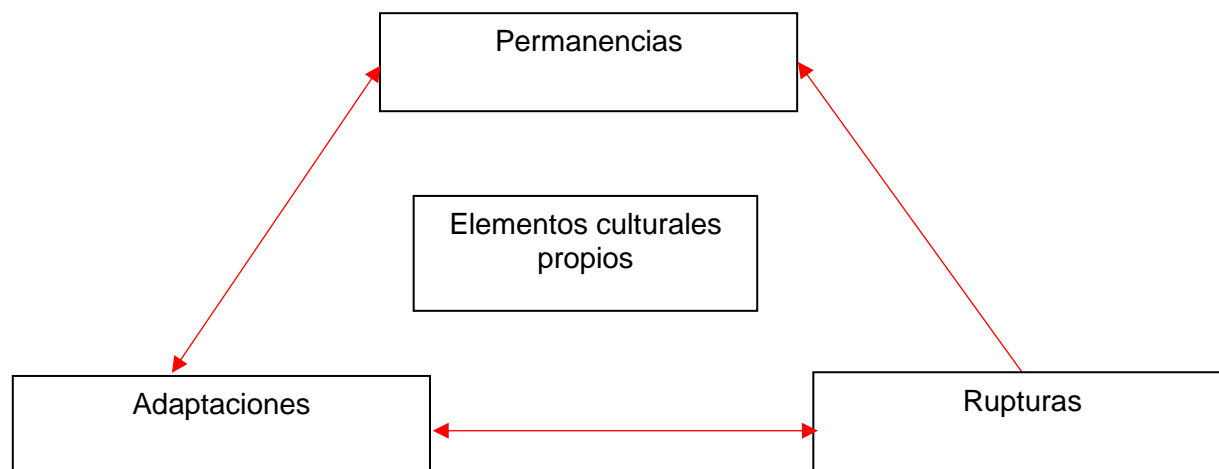 Permanencias
Elementos culturales
propios
Adaptaciones
Rupturas